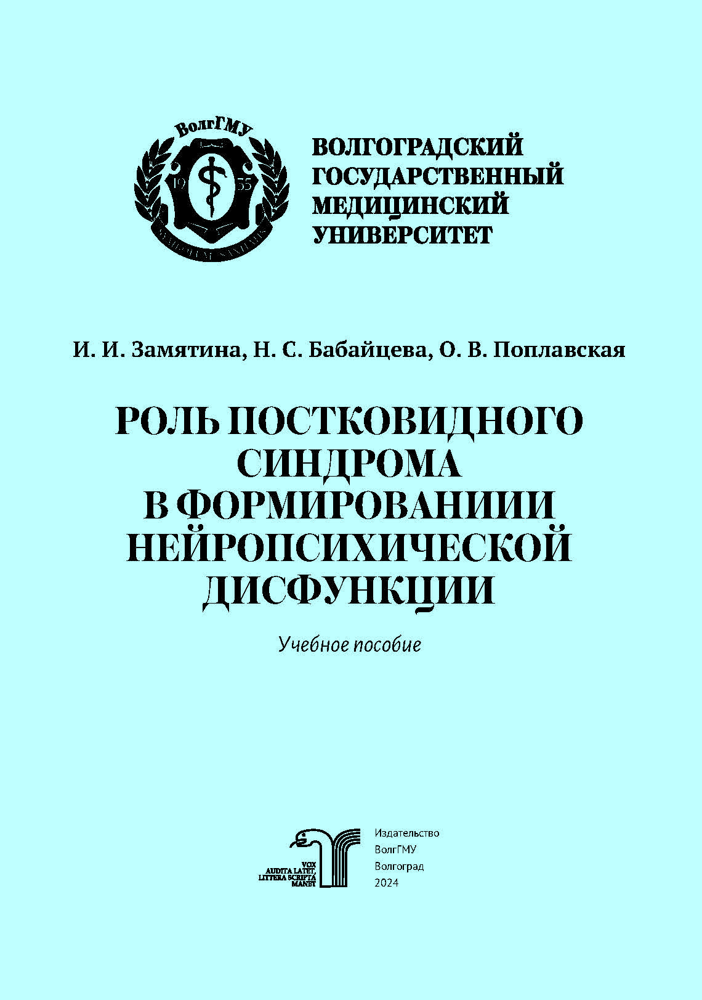 ВолгГМУ
19 35
ВОЛГОГРАДСКИЙ
ГОСУДАРСТВЕННЫЙ
МЕДИЦИНСКИЙ
УНИВЕРСИТЕТ
И. И. Замятина, Н. С. Бабайцева, О. В. Поплавская
РОЛЬ ПОСТКОВИДНОГО
СИНДРОМА
В ФОРМИРОВАНИИИ
НЕЙРОПСИХИЧЕСКОЙ
ДИСФУНКЦИИ
Учебное пособие
VOX
AUDITA LATET,
LITTERA SCRIPTA
MANET
Издательство
ВолгГМУ
Волгоград
2024